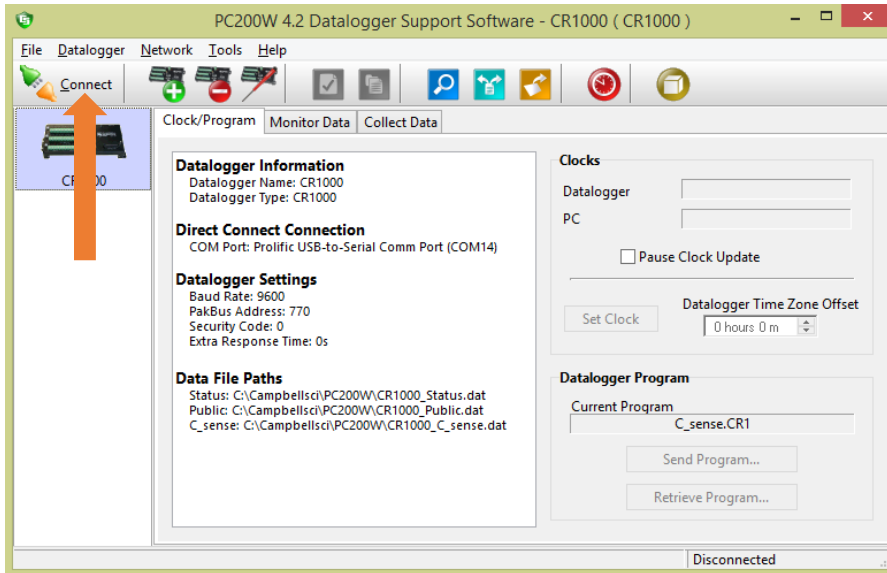 PC200W 4.2 Datalogger Support Software - CR1000 ( CR1000 )
File Datalogger Network Tools Help
Connect
Clock/Program Monitor Data Collect Data
Datalogger Information
Datalogger Name: CR1000
Datalogger Type: CR1000
Direct Connect Connection
COM Port: Prolific USB-to-Serial Comm Port (COM14)
Datalogger Settings
Baud Rate: 9600
PakBus Address: 770
Security Code: 0
Extra Response Time: 0s
Data File Paths
Status: C:\Campbellsci\PC200W\CR1000_Status.dat
Public: C:\Campbellsci\PC200W\CR1000_Public.dat
C_sense: C:\Campbellsci\PC200W\CR1000_C_sense.dat
Clocks
Datalogger
PC
Pause Clock Update
Set Clock
Datalogger Time Zone Offset
0 hours 0 m
Datalogger Program
Current Program
C_sense.CR1
Send Program...
Retrieve Program...
Disconnected